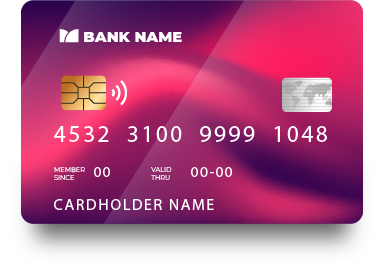 BANK NAME
4532 3100 9999 1048
MEMBER SINCE 00 VALID THRU 00-00
CARDHOLDER NAME